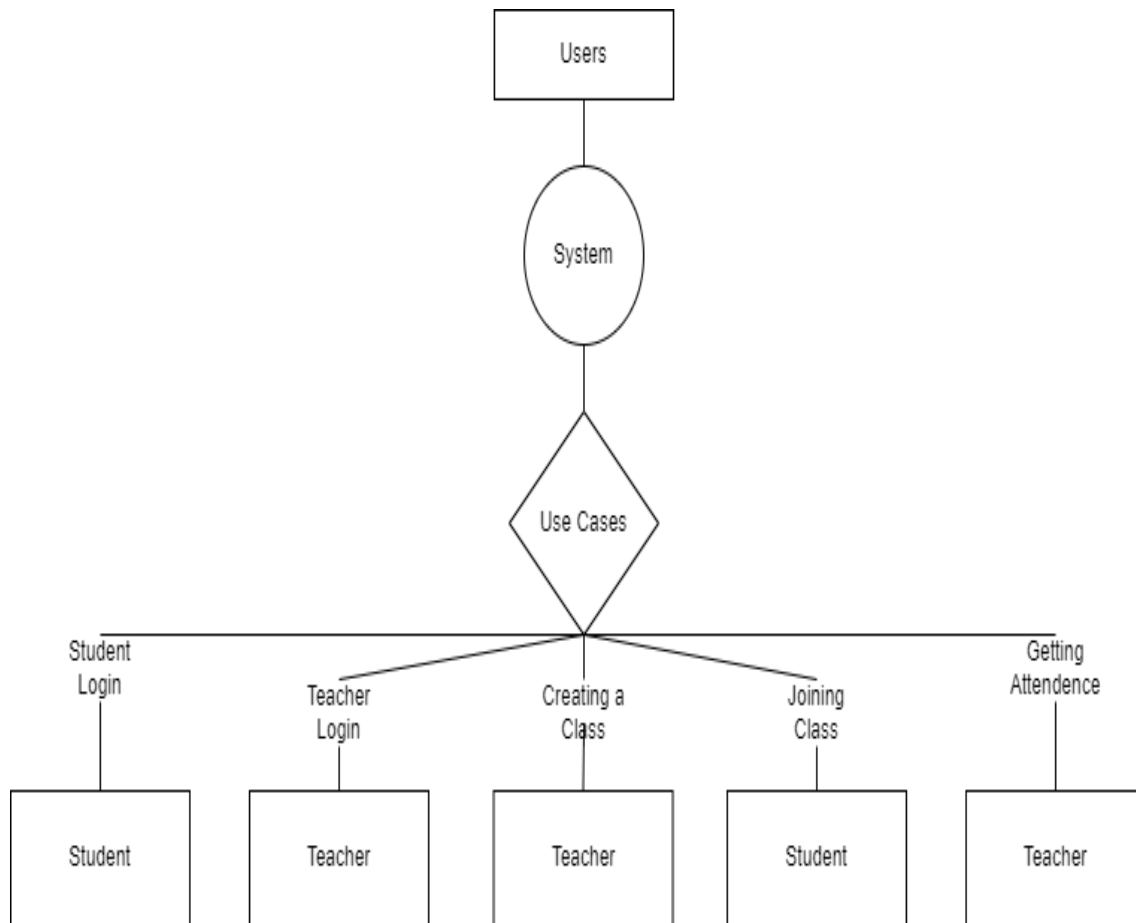 Users
System
Use Cases
Student
Login
Teacher
Login
Creating a
Class
Joining
Class
Getting
Attendence
Student
Teacher
Teacher
Student
Teacher